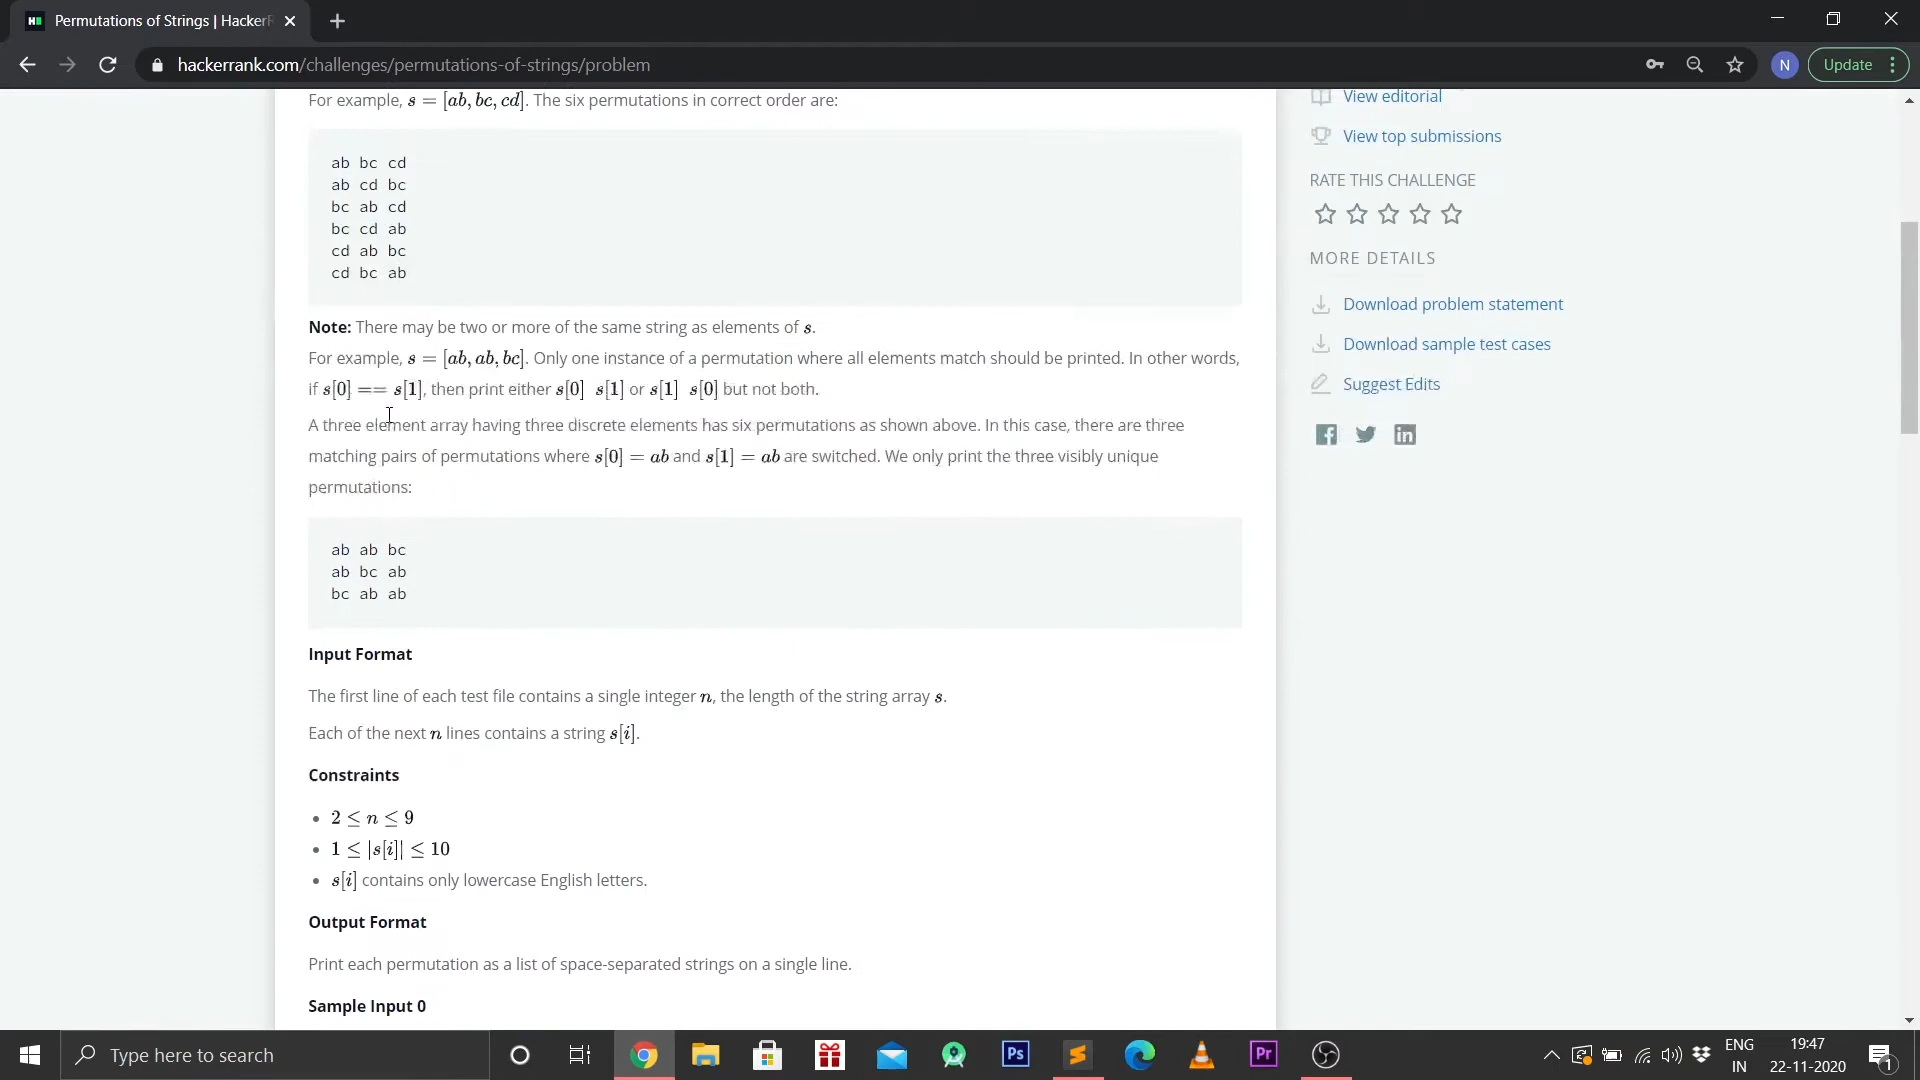 Permutations of Strings | HackerR
hackerrank.com/challenges/permutations-of-strings/problem
N
Update
For example, s = [ab, bc, cd]. The six permutations in correct order are:
ab bc cd
ab cd bc
bc ab cd
bc cd ab
cd ab bc
cd bc ab
Note: There may be two or more of the same string as elements of s.
For example, s = [ab, ab, bc]. Only one instance of a permutation where all elements match should be printed. In other words,
if s[0] == s[1], then print either s[0] s[1] or s[1] s[0] but not both.
A three element array having three discrete elements has six permutations as shown above. In this case, there are three
matching pairs of permutations where s[0] = ab and s[1] = ab are switched. We only print the three visibly unique
permutations:
ab ab bc
ab bc ab
bc ab ab
Input Format
The first line of each test file contains a single integer n, the length of the string array s.
Each of the next n lines contains a string s[i].
Constraints
• 2 ≤ n ≤ 9
• 1 ≤ |s[i]| ≤ 10
• s[i] contains only lowercase English letters.
Output Format
Print each permutation as a list of space-separated strings on a single line.
Sample Input 0
View editorial
View top submissions
RATE THIS CHALLENGE
MORE DETAILS
Download problem statement
Download sample test cases
Suggest Edits
Type here to search
Ps
Pr
ENG
IN
19:47
22-11-2020
1